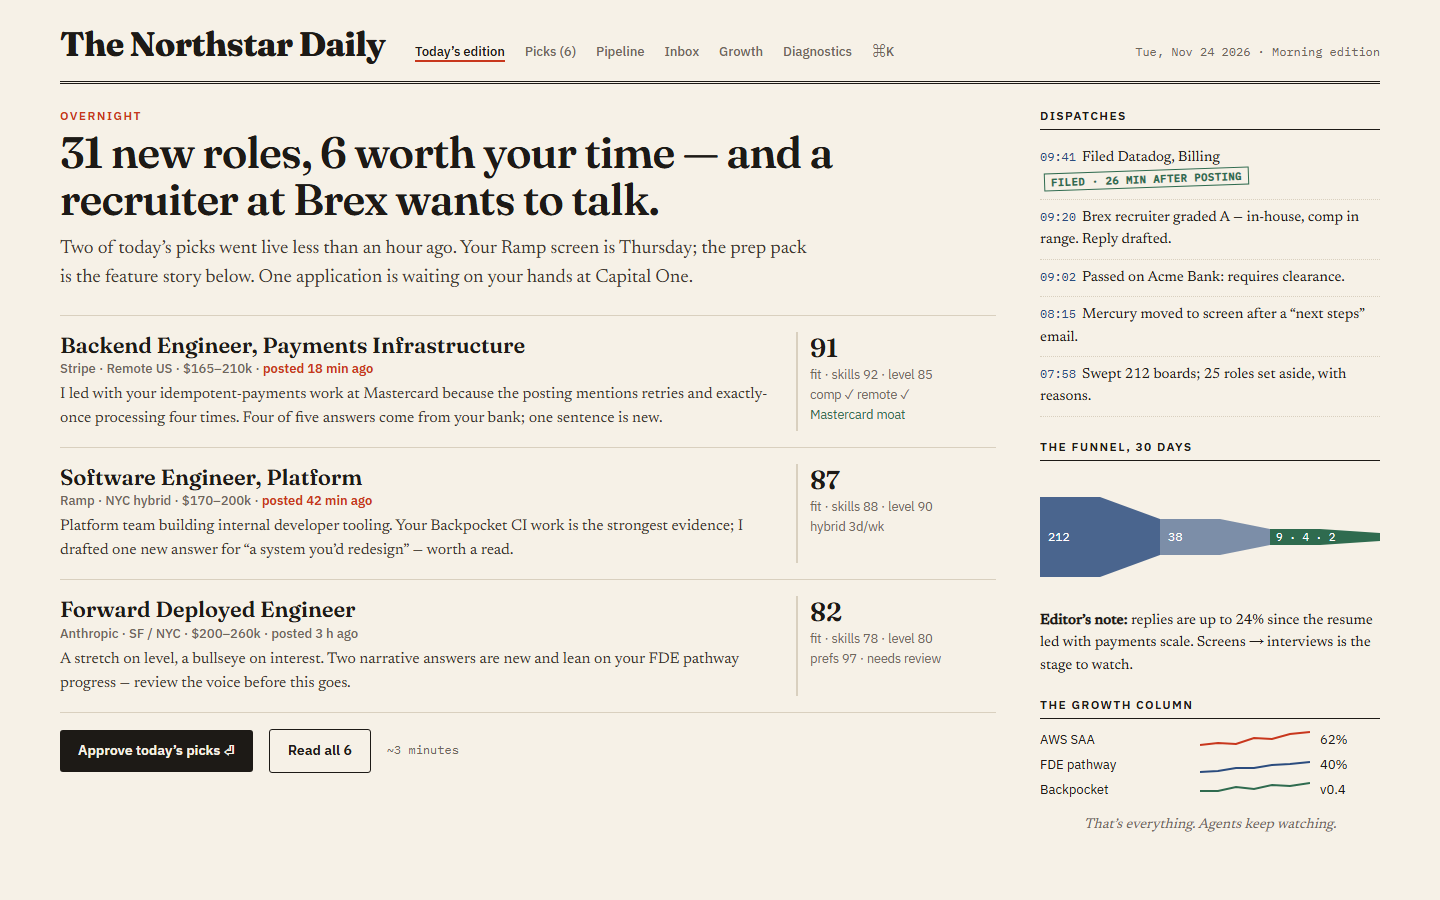 The Northstar Daily
Today’s edition Picks (6) Pipeline Inbox Growth Diagnostics ⌘K
Tue, Nov 24 2026 · Morning edition
OVERNIGHT
31 new roles, 6 worth your time — and a
recruiter at Brex wants to talk.
Two of today’s picks went live less than an hour ago. Your Ramp screen is Thursday; the prep pack
is the feature story below. One application is waiting on your hands at Capital One.
Backend Engineer, Payments Infrastructure
Stripe · Remote US · $165–210k · posted 18 min ago
I led with your idempotent-payments work at Mastercard because the posting mentions retries and exactly-
once processing four times. Four of five answers come from your bank; one sentence is new.
91
fit · skills 92 · level 85
comp ✓ remote ✓
Mastercard moat
Software Engineer, Platform
Ramp · NYC hybrid · $170–200k · posted 42 min ago
Platform team building internal developer tooling. Your Backpocket CI work is the strongest evidence; I
drafted one new answer for “a system you’d redesign” — worth a read.
87
fit · skills 88 · level 90
hybrid 3d/wk
Forward Deployed Engineer
Anthropic · SF / NYC · $200–260k · posted 3 h ago
A stretch on level, a bullseye on interest. Two narrative answers are new and lean on your FDE pathway
progress — review the voice before this goes.
82
fit · skills 78 · level 80
prefs 97 · needs review
Approve today’s picks ⏎
Read all 6
~3 minutes
DISPATCHES
09:41 Filed Datadog, Billing
FILED · 26 MIN AFTER POSTING
09:20 Brex recruiter graded A — in-house, comp in
range. Reply drafted.
09:02 Passed on Acme Bank: requires clearance.
08:15 Mercury moved to screen after a “next steps”
email.
07:58 Swept 212 boards; 25 roles set aside, with
reasons.
THE FUNNEL, 30 DAYS
212 38 9 · 4 · 2
Editor’s note: replies are up to 24% since the resume
led with payments scale. Screens → interviews is the
stage to watch.
THE GROWTH COLUMN
AWS SAA 62%
FDE pathway 40%
Backpocket v0.4
That’s everything. Agents keep watching.